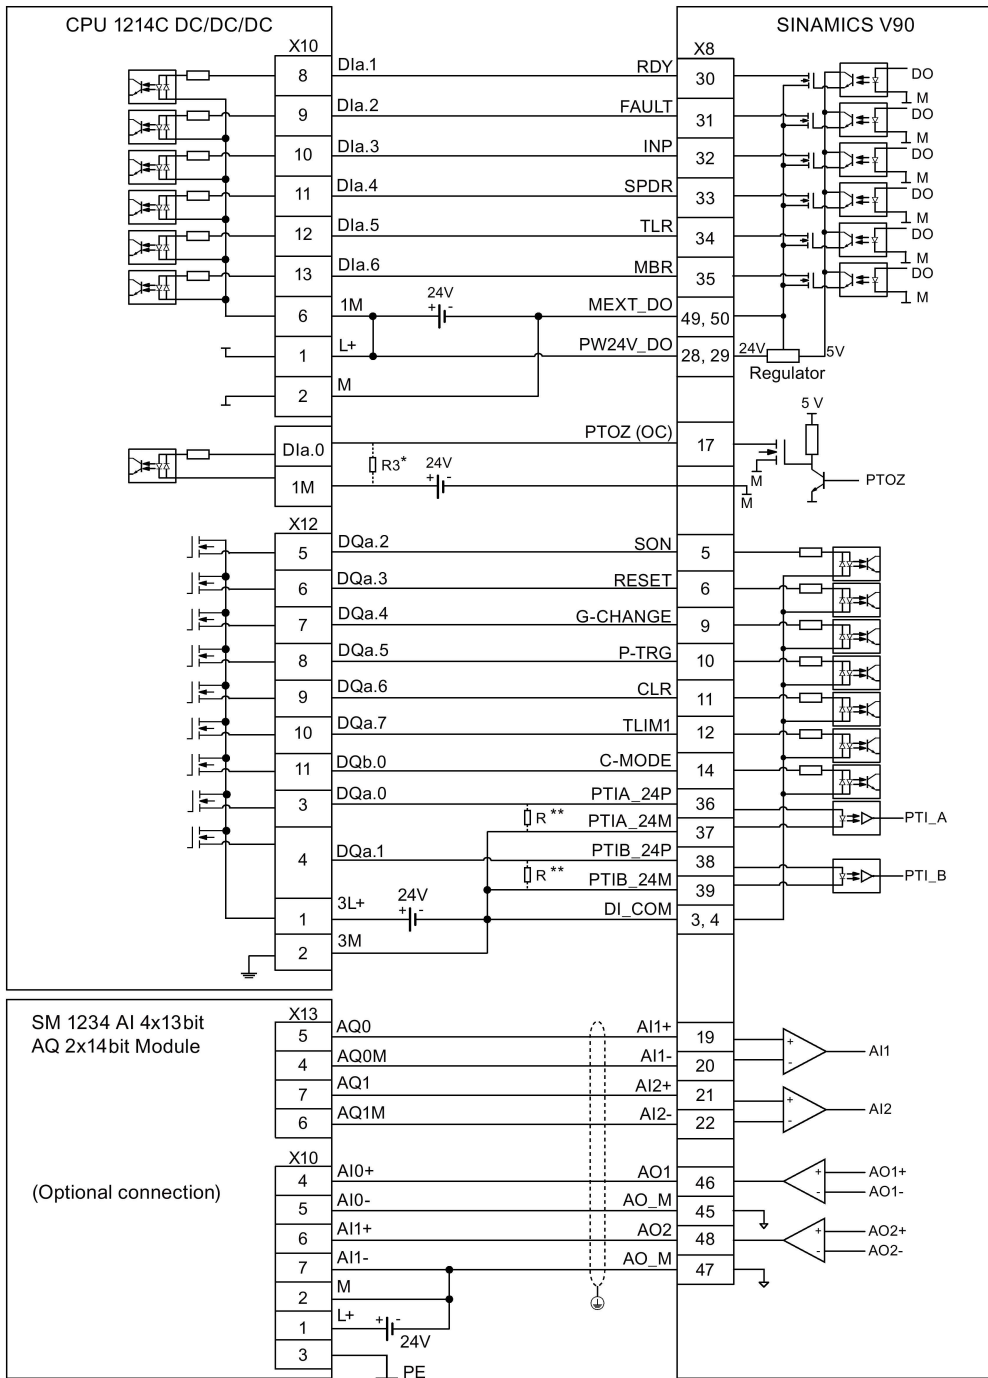 CPU 1214C DC/DC/DC SINAMICS V90
X10 X8
8 DIa.1 RDY 30 DO
M
9 DIa.2 FAULT 31 DO
M
10 DIa.3 INP 32 DO
M
11 DIa.4 SPDR 33 DO
M
12 DIa.5 TLR 34 DO
M
13 DIa.6 MBR 35 DO
M
6 1M 24V + - MEXT_DO 49, 50
1 L+ PW24V_DO 28, 29 24V 5V
Regulator
2 M
5 V
DIa.0 PTOZ (OC) 17
R3* 24V M PTOZ
1M + - M
X12
5 DQa.2 SON 5
6 DQa.3 RESET 6
7 DQa.4 G-CHANGE 9
8 DQa.5 P-TRG 10
9 DQa.6 CLR 11
10 DQa.7 TLIM1 12
11 DQb.0 C-MODE 14
3 DQa.0 PTIA_24P 36
R ** PTIA_24M 37 PTI_A
4 DQa.1 PTIB_24P 38
R ** PTIB_24M 39 PTI_B
1 3L+ 24V + - DI_COM 3, 4
2 3M
SM 1234 AI 4x13bit
AQ 2x14bit Module
X13
5 AQ0 AI1+ 19 +
4 AQ0M AI1- 20 - AI1
7 AQ1 AI2+ 21 +
6 AQ1M AI2- 22 - AI2
(Optional connection)
X10
4 AI0+ AO1 46 + AO1+
- AO1-
5 AI0- AO_M 45
6 AI1+ AO2 48 + AO2+
- AO2-
7 AI1- AO_M 47
2 M
1 L+ + - 24V
3 PE